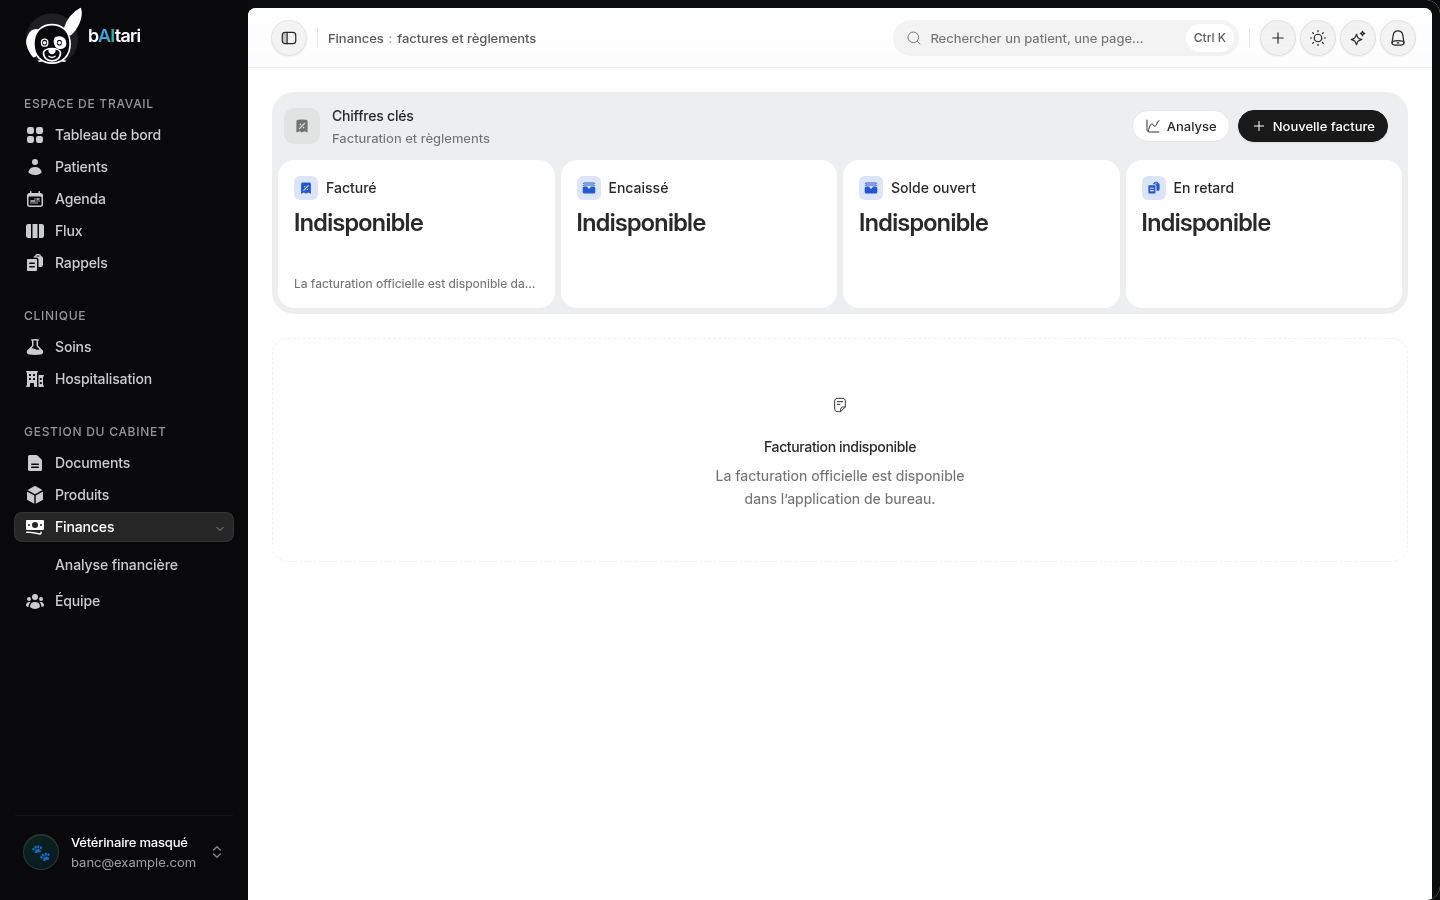 bAItari
ESPACE DE TRAVAIL
Tableau de bord
Patients
Agenda
Flux
Rappels
CLINIQUE
Soins
Hospitalisation
GESTION DU CABINET
Documents
Produits
Finances
Analyse financière
Équipe
Vétérinaire masqué
banc@example.com
Finances : factures et règlements
Rechercher un patient, une page...
Ctrl K
Chiffres clés
Facturation et règlements
Analyse
Nouvelle facture
Facturé
Indisponible
La facturation officielle est disponible da...
Encaissé
Indisponible
Solde ouvert
Indisponible
En retard
Indisponible
Facturation indisponible
La facturation officielle est disponible
dans l’application de bureau.